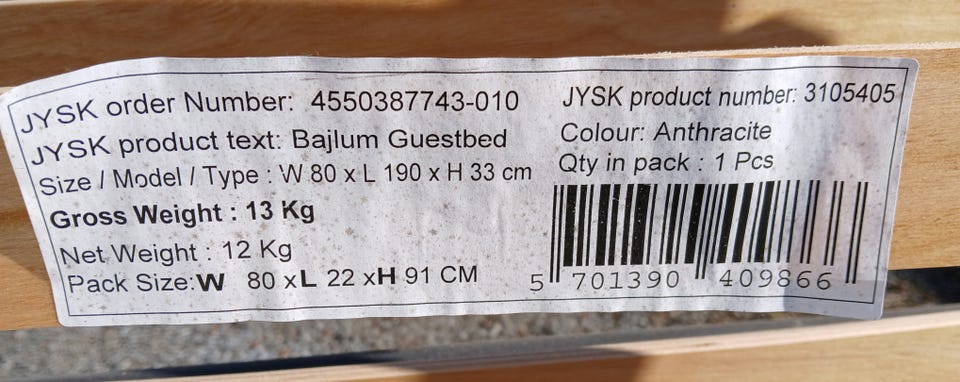 JYSK order Number: 4550387743-010
JYSK product text: Bajlum Guestbed
Size / Model / Type : W 80 x L 190 x H 33 cm
Gross Weight : 13 Kg
Net Weight : 12 Kg
Pack Size:W 80 xL 22 xH 91 CM
JYSK product number: 3105405
Colour: Anthracite
Qty in pack : 1 Pcs
5 701390 409866